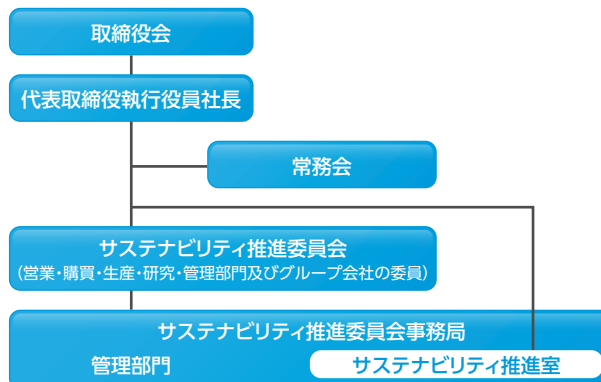 取締役会
代表取締役執行役員社長
常務会
サステナビリティ推進委員会
(営業・購買・生産・研究・管理部門及びグループ会社の委員)
サステナビリティ推進委員会事務局
管理部門 サステナビリティ推進室